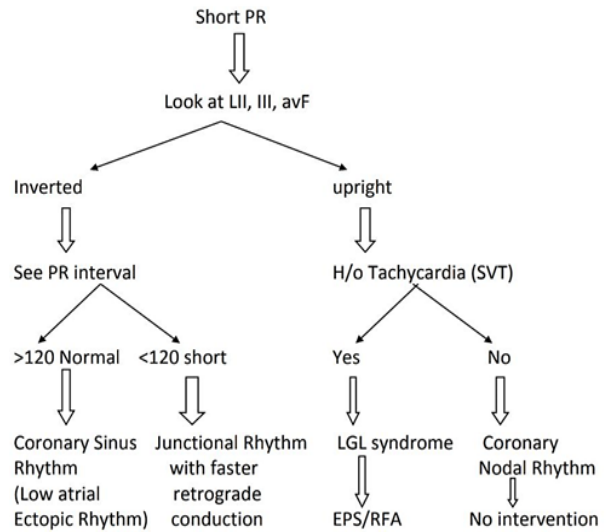 Short PR
Look at LII, III, avF
Inverted
upright
See PR interval
H/o Tachycardia (SVT)
>120 Normal
<120 short
Yes
No
Coronary Sinus
Rhythm
(Low atrial
Ectopic Rhythm)
Junctional Rhythm
with faster
retrograde
conduction
LGL syndrome
EPS/RFA
Coronary
Nodal Rhythm
No intervention